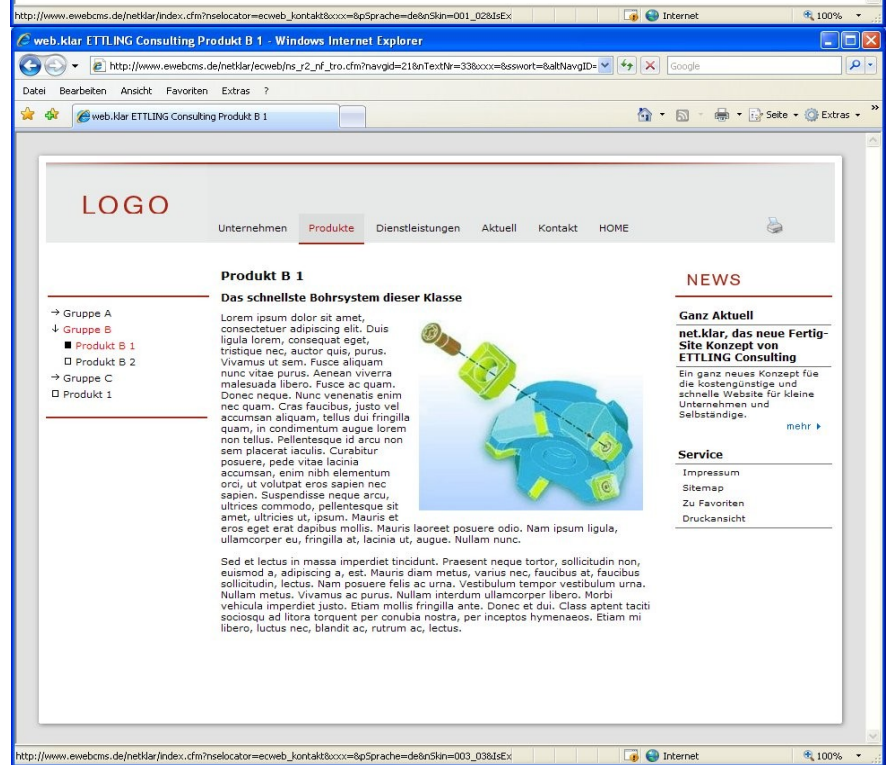 http://www.ewebcms.de/netklar/index.cfm?nselocator=ecweb_kontakt&xxx=&pSprache=de&nSkin=001_02&IsEx
Internet
100%
web.klar ETTLING Consulting Produkt B 1 - Windows Internet Explorer
http://www.ewebcms.de/netklar/ecweb/ns_r2_nf_tro.cfm?navgid=21&nTextNr=33&xxx=&sswort=&altNavgID=
Google
Datei Bearbeiten Ansicht Favoriten Extras ?
web.klar ETTLING Consulting Produkt B 1
Seite
Extras
LOGO
Unternehmen Produkte Dienstleistungen Aktuell Kontakt HOME
Gruppe A
Gruppe B
Produkt B 1
Produkt B 2
Gruppe C
Produkt 1
Produkt B 1
Das schnellste Bohrsystem dieser Klasse
Lorem ipsum dolor sit amet,
consectetuer adipiscing elit. Duis
ligula lorem, consequat eget,
tristique nec, auctor quis, purus.
Vivamus ut sem. Fusce aliquam
nunc vitae purus. Aenean viverra
malesuada libero. Fusce ac quam.
Donec neque. Nunc venenatis enim
nec quam. Cras faucibus, justo vel
accumsan aliquam, tellus dui fringilla
quam, in condimentum augue lorem
non tellus. Pellentesque id arcu non
sem placerat iaculis. Curabitur
posuere, pede vitae lacinia
accumsan, enim nibh elementum
orci, ut volutpat eros sapien nec
sapien. Suspendisse neque arcu,
ultrices commodo, pellentesque sit
amet, ultricies ut, ipsum. Mauris et
eros eget erat dapibus mollis. Mauris laoreet posuere odio. Nam ipsum ligula,
ullamcorper eu, fringilla at, lacinia ut, augue. Nullam nunc.
Sed et lectus in massa imperdiet tincidunt. Praesent neque tortor, sollicitudin non,
euismod a, adipiscing a, est. Mauris diam metus, varius nec, faucibus at, faucibus
sollicitudin, lectus. Nam posuere felis ac urna. Vestibulum tempor vestibulum urna.
Nullam metus. Vivamus ac purus. Nullam interdum ullamcorper libero. Morbi
vehicula imperdiet justo. Etiam mollis fringilla ante. Donec et dui. Class aptent taciti
sociosqu ad litora torquent per conubia nostra, per inceptos hymenaeos. Etiam mi
libero, luctus nec, blandit ac, rutrum ac, lectus.
NEWS
Ganz Aktuell
net.klar, das neue Fertig-
Site Konzept von
ETTLING Consulting
Ein ganz neues Konzept füe
die kostengünstige und
schnelle Website für kleine
Unternehmen und
Selbständige.
mehr
Service
Impressum
Sitemap
Zu Favoriten
Druckansicht
http://www.ewebcms.de/netklar/index.cfm?nselocator=ecweb_kontakt&xxx=&pSprache=de&nSkin=003_03&IsEx
Internet
100%